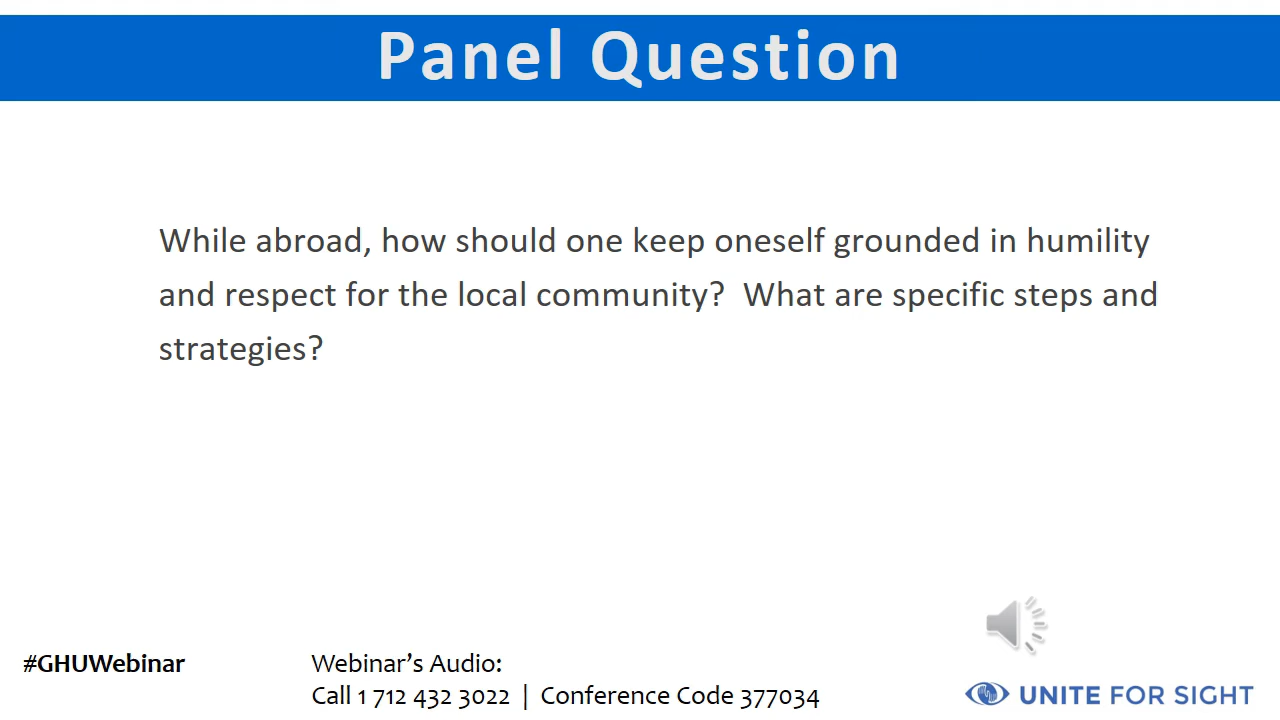 Panel Question
While abroad, how should one keep oneself grounded in humility
and respect for the local community?  What are specific steps and
strategies?
#GHUWebinar
Webinar’s Audio:
Call 1 712 432 3022 | Conference Code 377034
UNITE FOR SIGHT